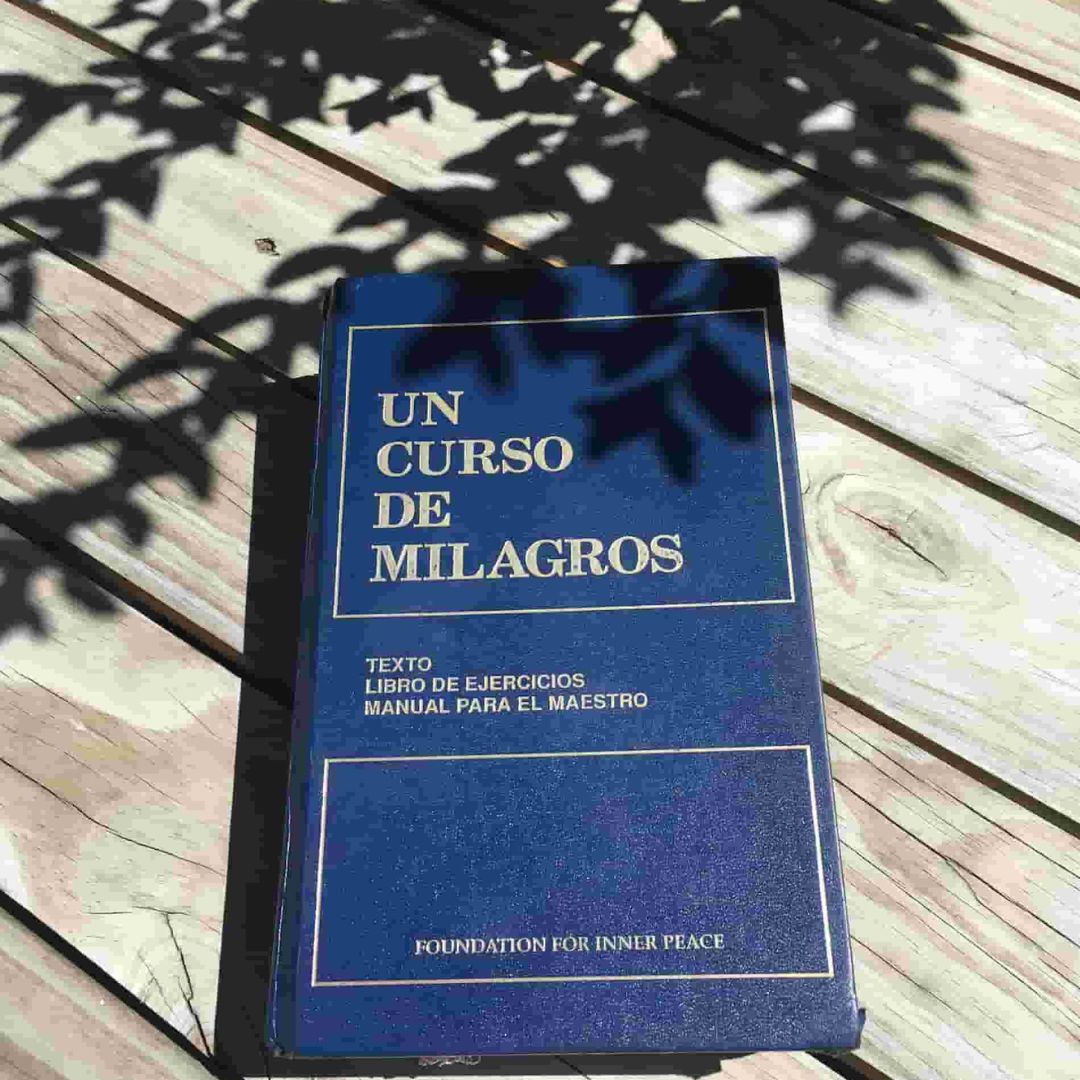 UN
CURSO
DE
MILAGROS
TEXTO
LIBRO DE EJERCICIOS
MANUAL PARA EL MAESTRO
FOUNDATION FOR INNER PEACE